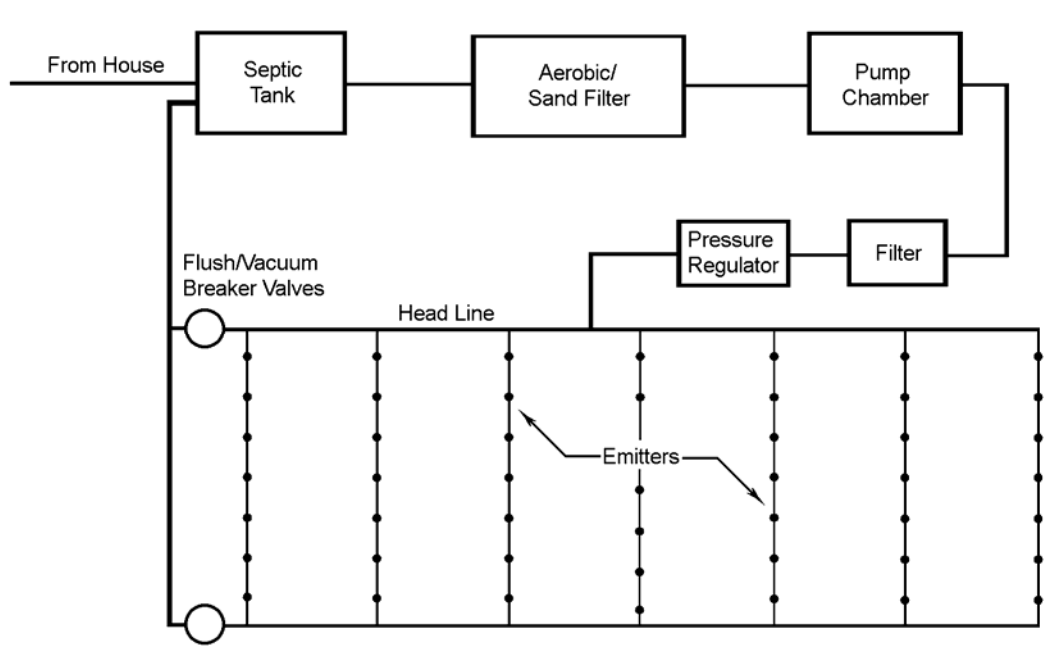 From House
Septic
Tank
Aerobic/
Sand Filter
Pump
Chamber
Pressure
Regulator
Filter
Flush/Vacuum
Breaker Valves
Head Line
Emitters